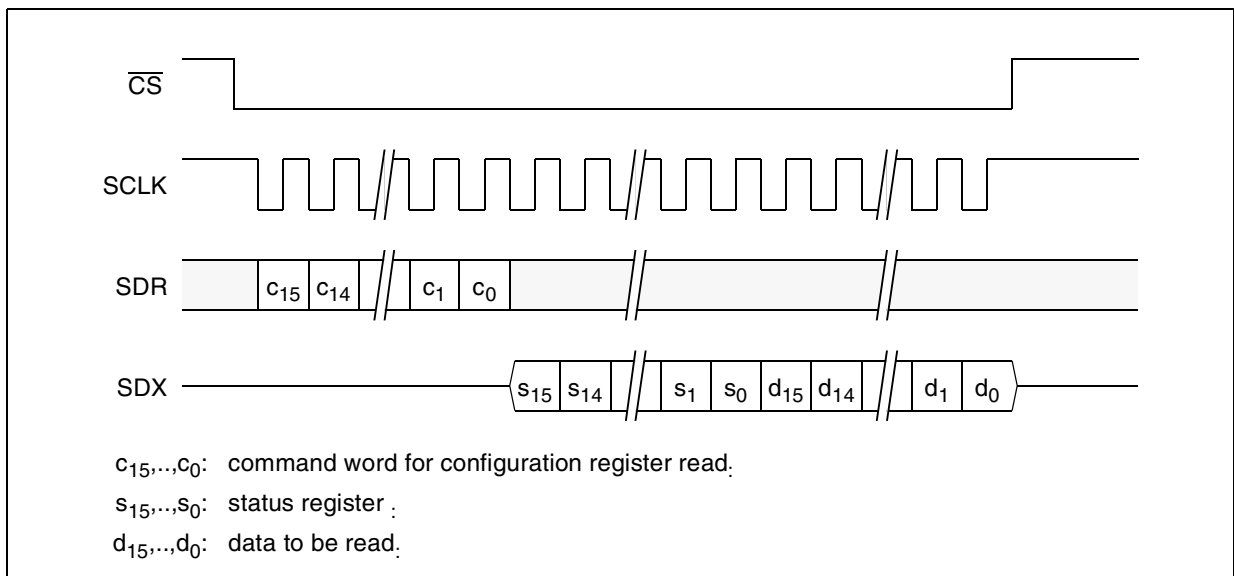 CS
SCLK
SDR c15 c14 c1 c0
SDX s15 s14 s1 s0 d15 d14 d1 d0
c15,..,c0: command word for configuration register read:
s15,..,s0: status register :
d15,..,d0: data to be read: